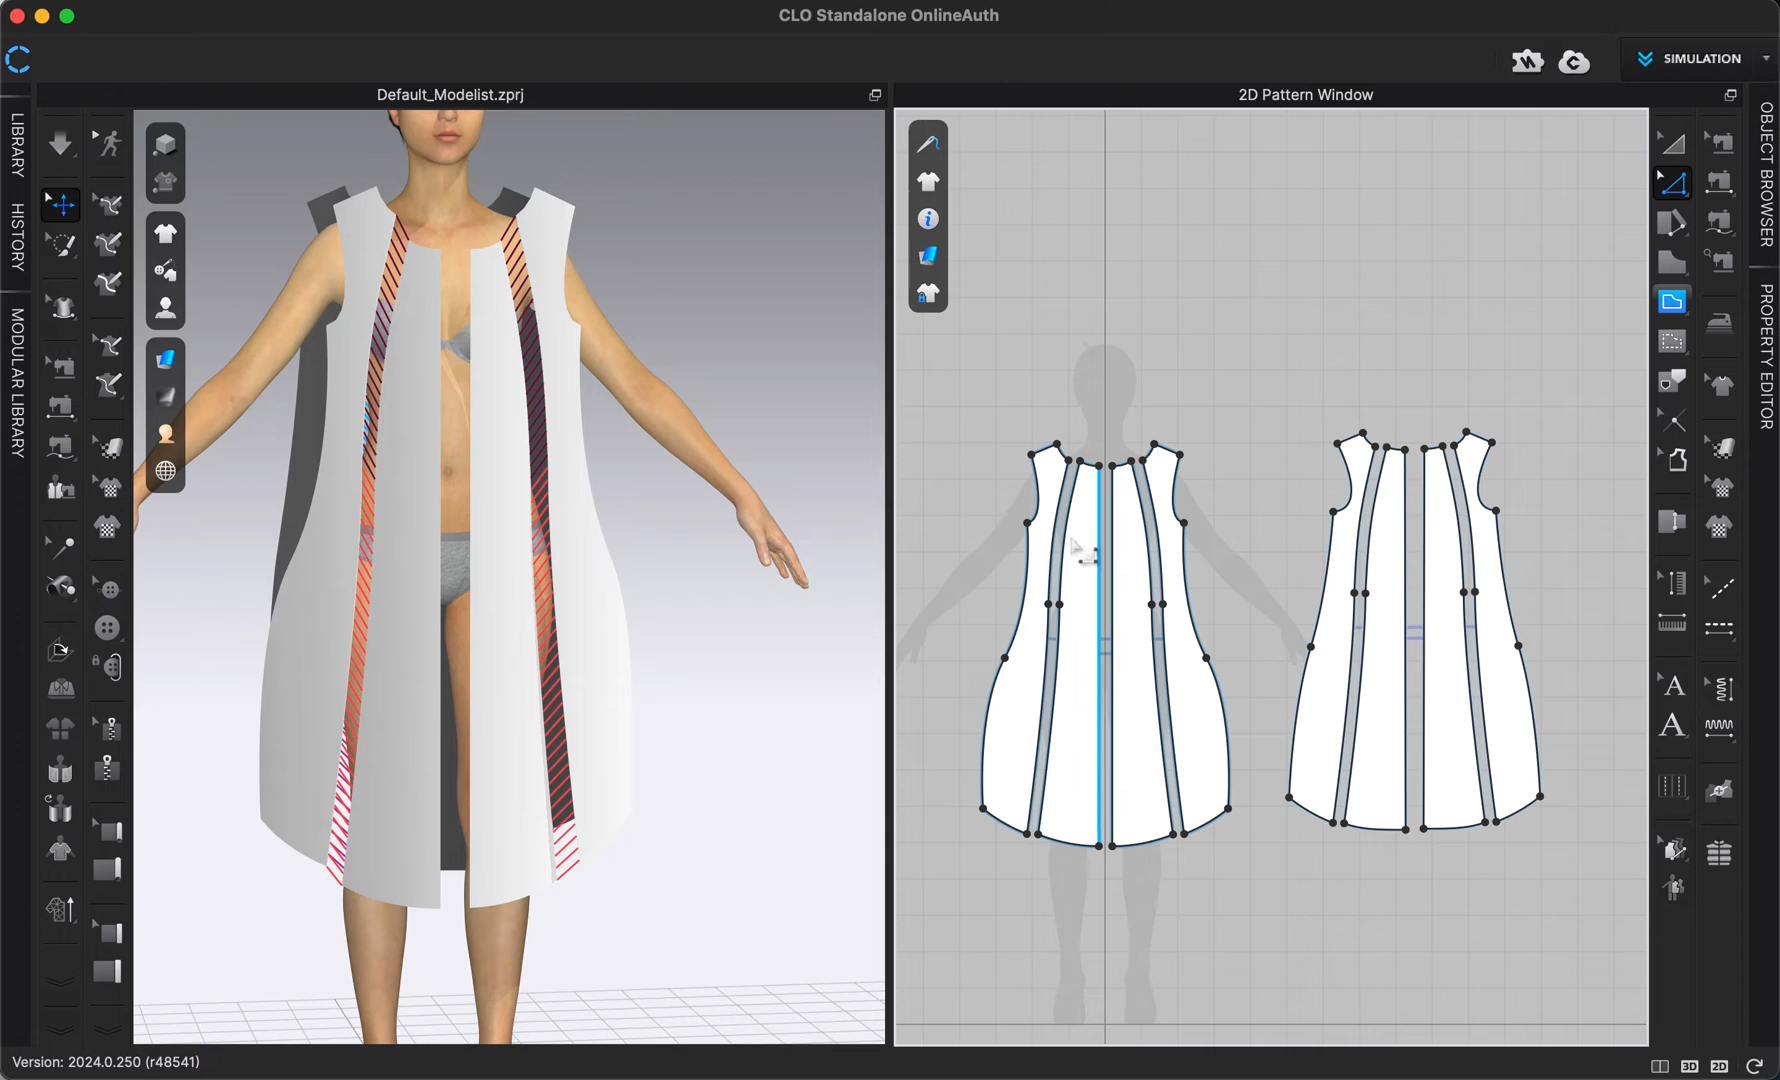 CLO Standalone OnlineAuth
SIMULATION
Default_Modelist.zprj
2D Pattern Window
LIBRARY
HISTORY
MODULAR LIBRARY
OBJECT BROWSER
PROPERTY EDITOR
A
A
Version: 2024.0.250 (r48541)
3D
2D